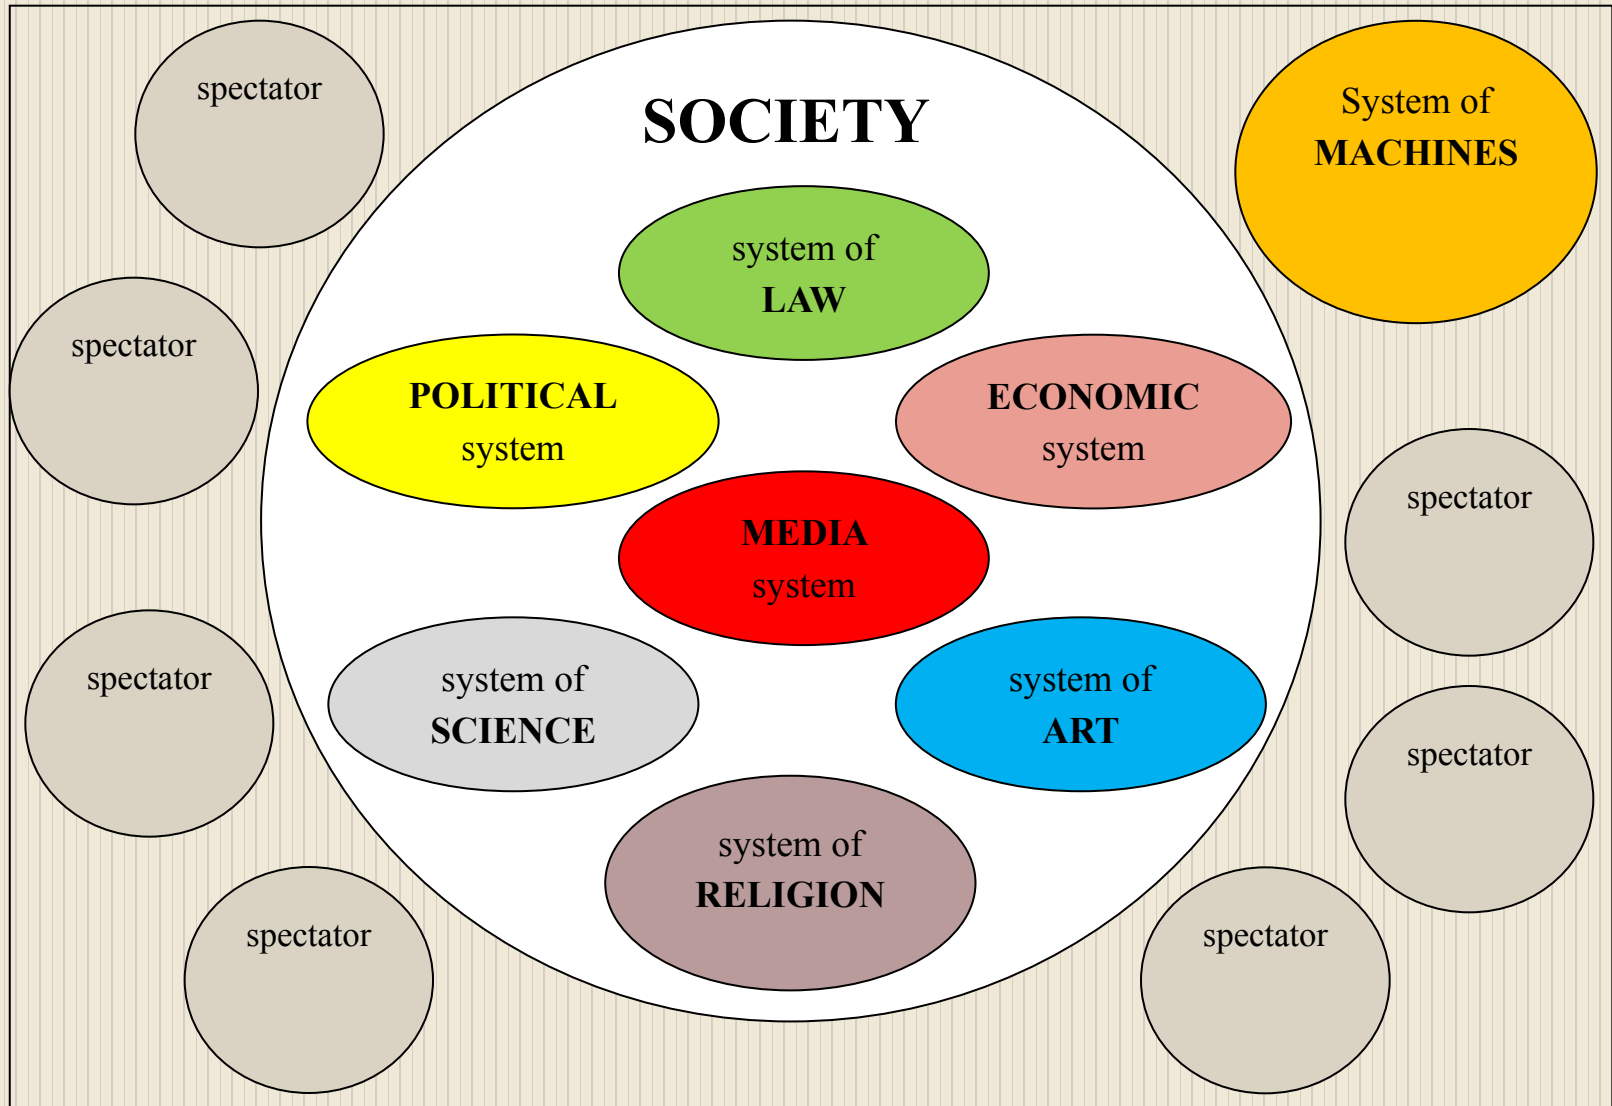 spectator
SOCIETY
System of
MACHINES
system of
LAW
spectator
POLITICAL
system
ECONOMIC
system
MEDIA
system
spectator
spectator
system of
SCIENCE
system of
ART
spectator
system of
RELIGION
spectator
spectator